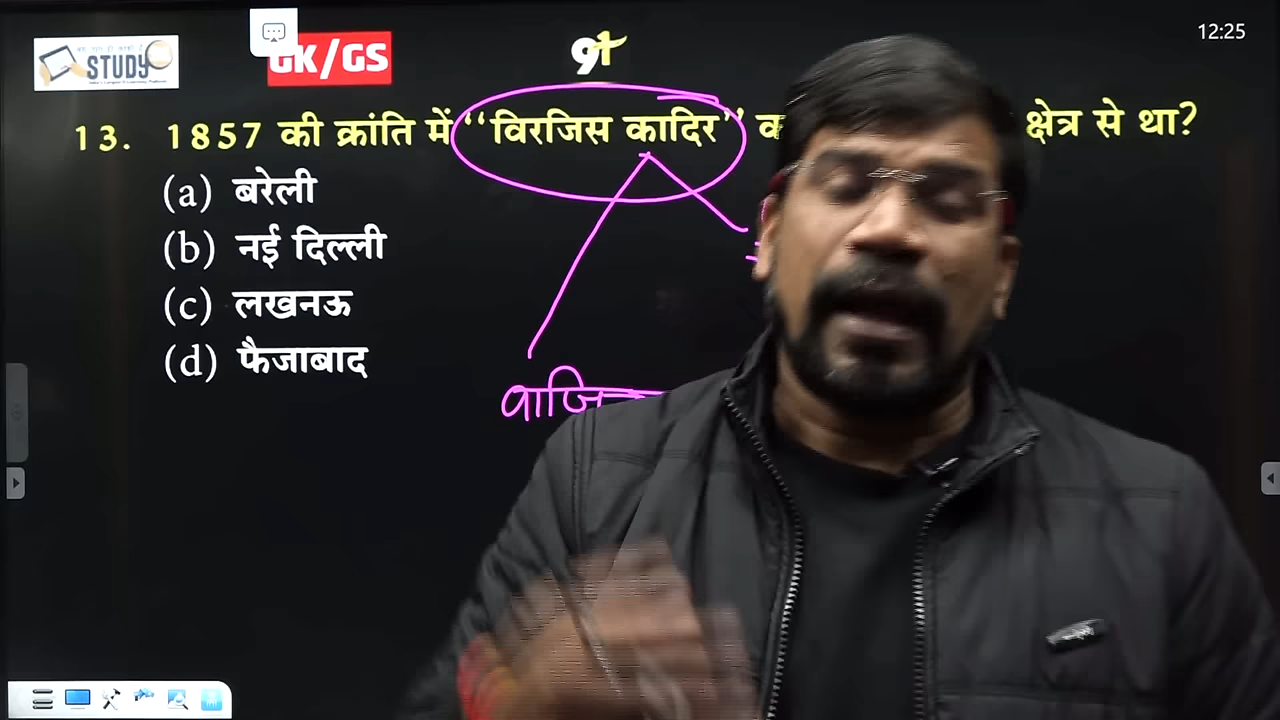 12:25
STUDY
GK/GS
13. 1857 की क्रांति में ‘‘विरजिस कादिर’’ क्षेत्र से था?
(a) बरेली
(b) नई दिल्ली
(c) लखनऊ
(d) फैजाबाद